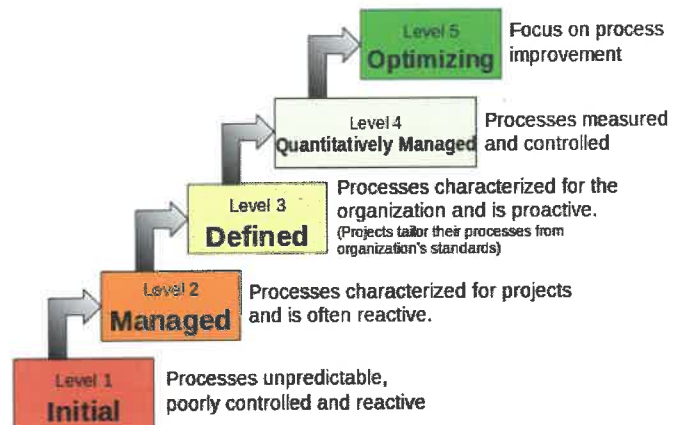 Level 5
Optimizing
Focus on process
improvement
Level 4
Quantitatively Managed
Processes measured
and controlled
Level 3
Defined
Processes characterized for the
organization and is proactive.
(Projects tailor their processes from
organization's standards)
Level 2
Managed
Processes characterized for projects
and is often reactive.
Level 1
Initial
Processes unpredictable,
poorly controlled and reactive